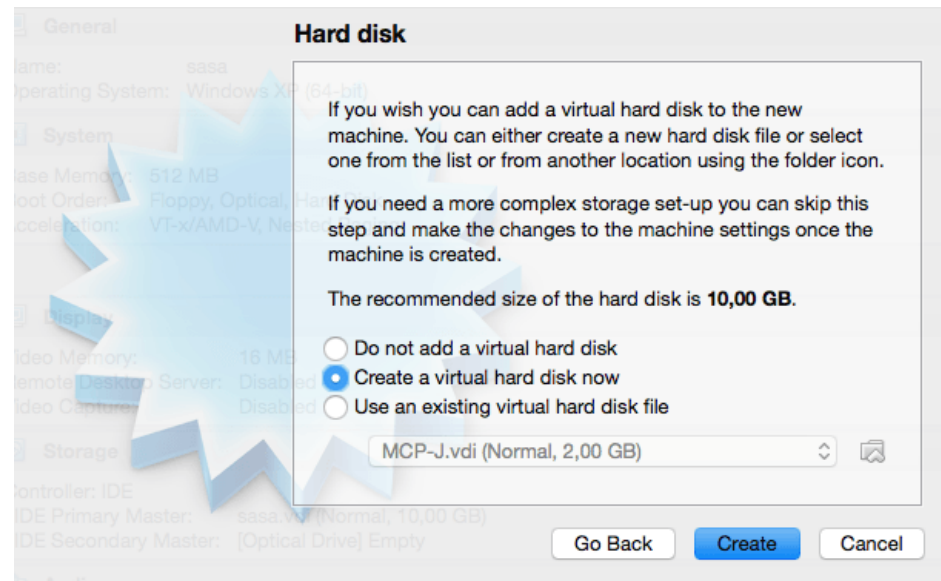 General
Hard disk
Name: sasa
Operating System: Windows XP (64-bit)
If you wish you can add a virtual hard disk to the new
System
machine. You can either create a new hard disk file or select
one from the list or from another location using the folder icon.
Base Memory: 512 MB
Boot Order: Floppy, Optical, Hard
If you need a more complex storage set-up you can skip this
Acceleration: VT-x/AMD-V, Nested Paging
step and make the changes to the machine settings once the
machine is created.
The recommended size of the hard disk is 10,00 GB.
Display
Do not add a virtual hard disk
Video Memory: 16 MB
Remote Desktop Server: Disabled
Create a virtual hard disk now
Video Capture: Disabled
Use an existing virtual hard disk file
Storage
MCP-J.vdi (Normal, 2,00 GB)
Controller: IDE
IDE Primary Master: sasa.vdi (Normal, 10,00 GB)
IDE Secondary Master: [Optical Drive] Empty
Go Back Create Cancel